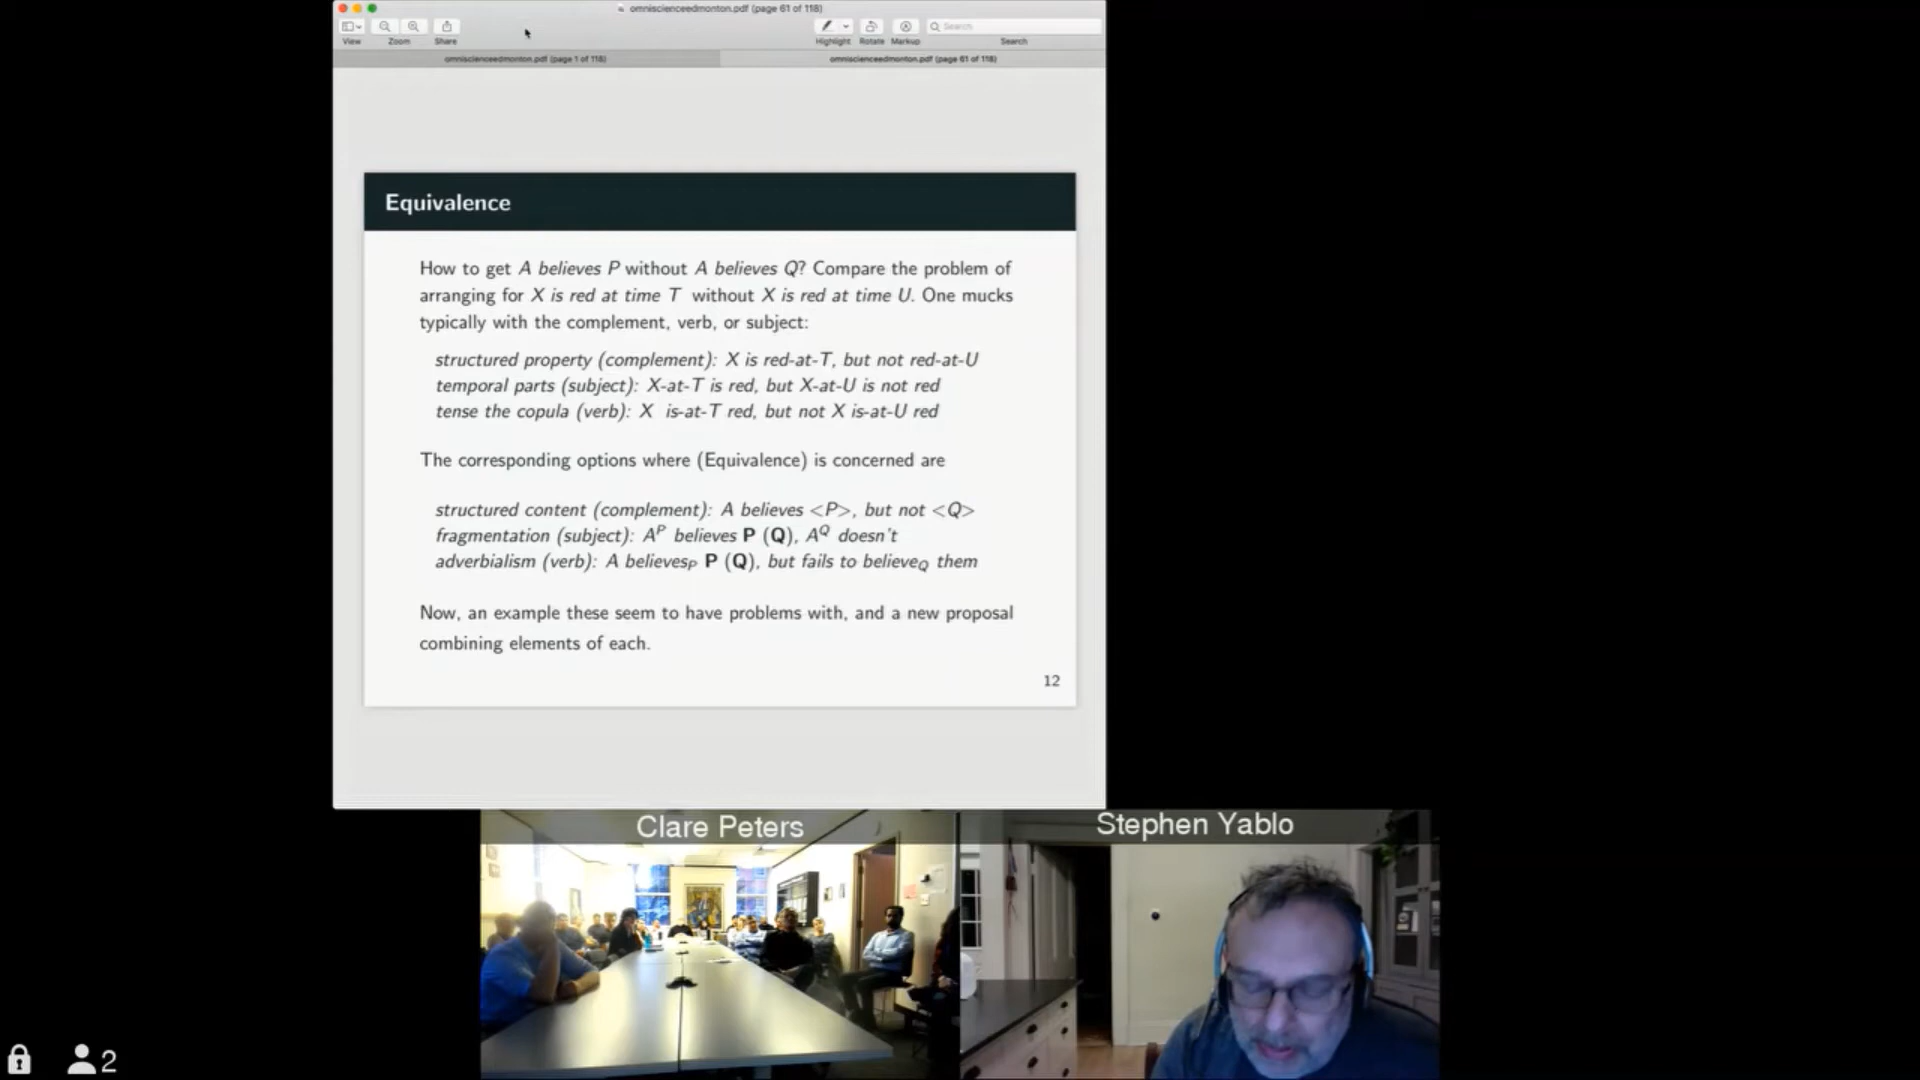 omniscienceedmonton.pdf (page 61 of 118)
Search
View Zoom Share Highlight Rotate Markup Search
omniscienceedmonton.pdf (page 1 of 118) omniscienceedmonton.pdf (page 61 of 118)
Equivalence
How to get A believes P without A believes Q? Compare the problem of
arranging for X is red at time T without X is red at time U. One mucks
typically with the complement, verb, or subject:
structured property (complement): X is red-at-T, but not red-at-U
temporal parts (subject): X-at-T is red, but X-at-U is not red
tense the copula (verb): X is-at-T red, but not X is-at-U red
The corresponding options where (Equivalence) is concerned are
structured content (complement): A believes <P>, but not <Q>
fragmentation (subject): A^P believes P (Q), A^Q doesn't
adverbialism (verb): A believes_P P (Q), but fails to believe_Q them
Now, an example these seem to have problems with, and a new proposal
combining elements of each.
12
Clare Peters
Stephen Yablo
2